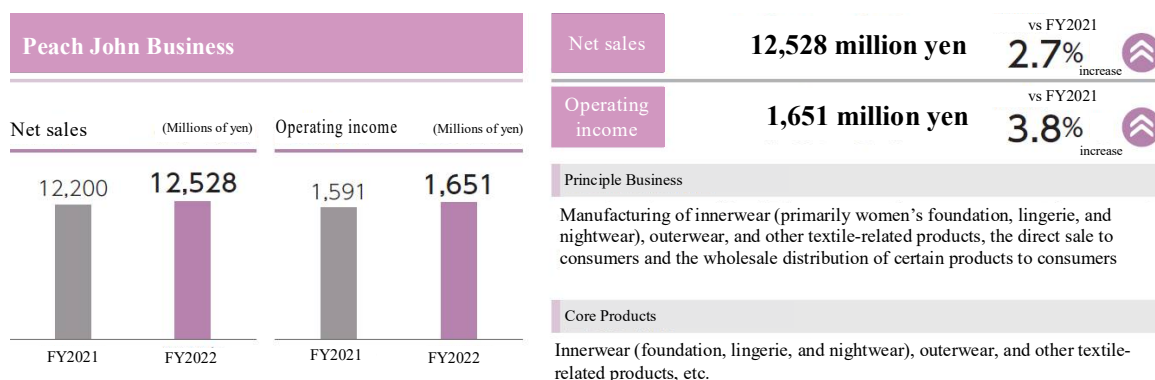 Peach John Business
Net sales (Millions of yen)
12,200 12,528
FY2021 FY2022
Operating income (Millions of yen)
1,591 1,651
FY2021 FY2022
Net sales 12,528 million yen vs FY2021 2.7% increase
Operating income 1,651 million yen vs FY2021 3.8% increase
Principle Business
Manufacturing of innerwear (primarily women’s foundation, lingerie, and
nightwear), outerwear, and other textile-related products, the direct sale to
consumers and the wholesale distribution of certain products to consumers
Core Products
Innerwear (foundation, lingerie, and nightwear), outerwear, and other textile-
related products, etc.